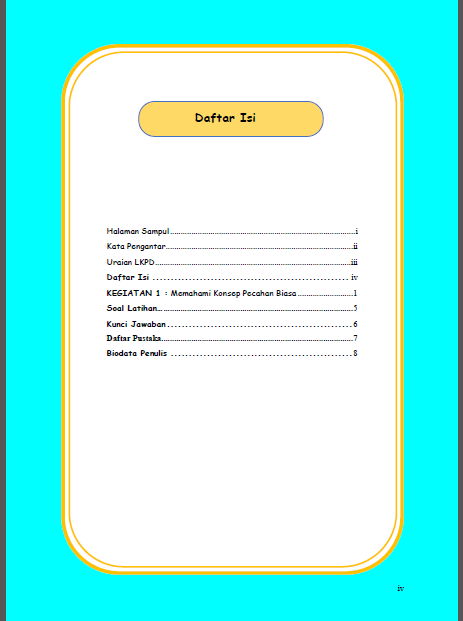 Daftar Isi
Halaman Sampul........................................................................i
Kata Pengantar.........................................................................ii
Uraian LKPD............................................................................iii
Daftar Isi ................................................ iv
KEGIATAN 1 : Memahami Konsep Pecahan Biasa .....................1
Soal Latihan...........................................................................5
Kunci Jawaban.............................................6
Daftar Pustaka.........................................................................7
Biodata Penulis ............................................8
iv